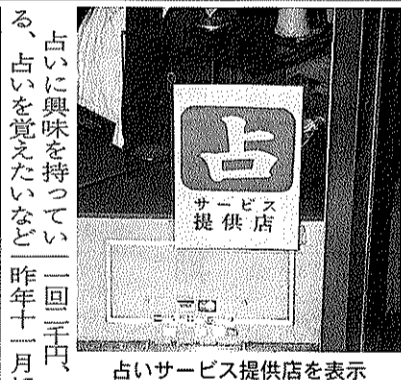 占いに興味を持ってい
る、占いを覚えたいなど
一回二千円、
昨年十一月
占
サービス
提供店
占いサービス提供店を表示